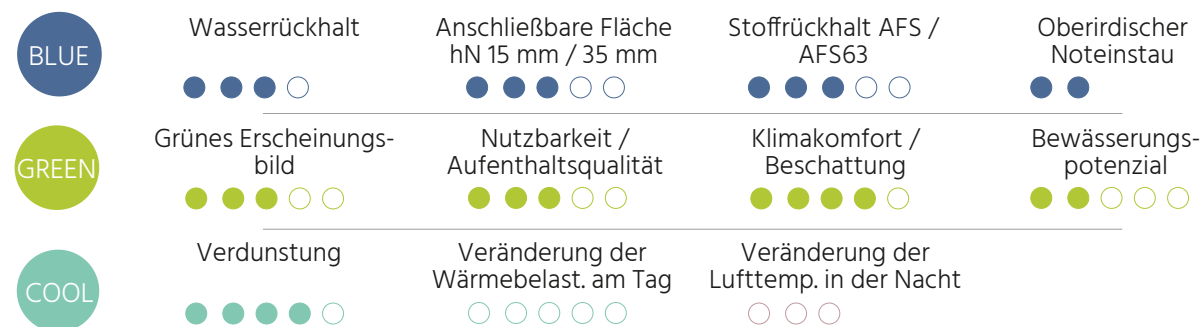 BLUE
Wasserrückhalt
Anschließbare Fläche
hN 15 mm / 35 mm
Stoffrückhalt AFS /
AFS63
Oberirdischer
Noteinstau
GREEN
Grünes Erscheinungs-
bild
Nutzbarkeit /
Aufenthaltsqualität
Klimakomfort /
Beschattung
Bewässerungs-
potenzial
COOL
Verdunstung
Veränderung der
Wärmebelast. am Tag
Veränderung der
Lufttemp. in der Nacht